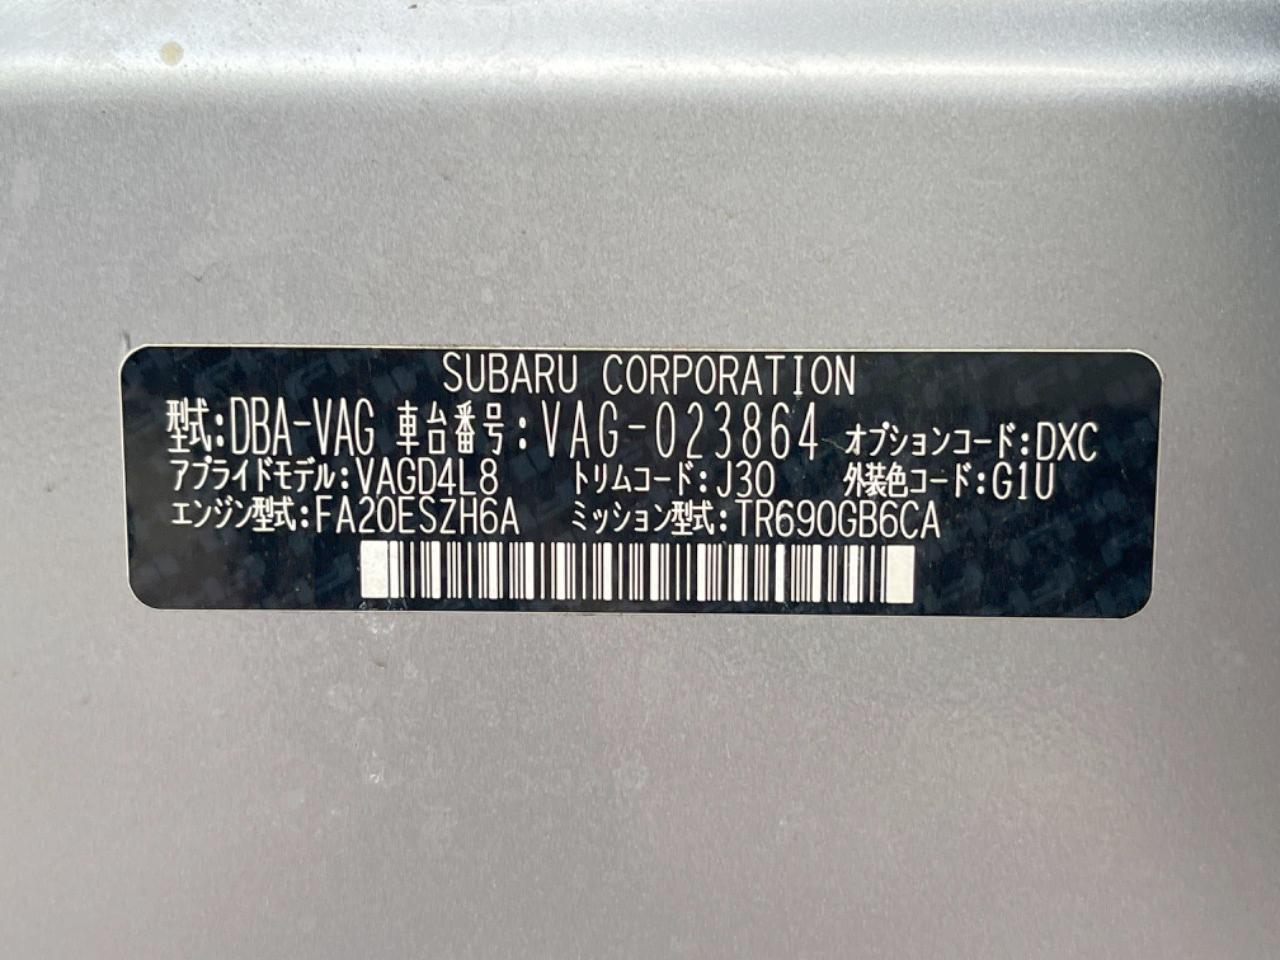 SUBARU CORPORATION
型式:DBA-VAG 車台番号:VAG-023864 オプションコード:DXC
アプライドモデル:VAGD4L8 トリムコード:J30 外装色コード:G1U
エンジン型式:FA20ESZH6A ミッション型式:TR690GB6CA